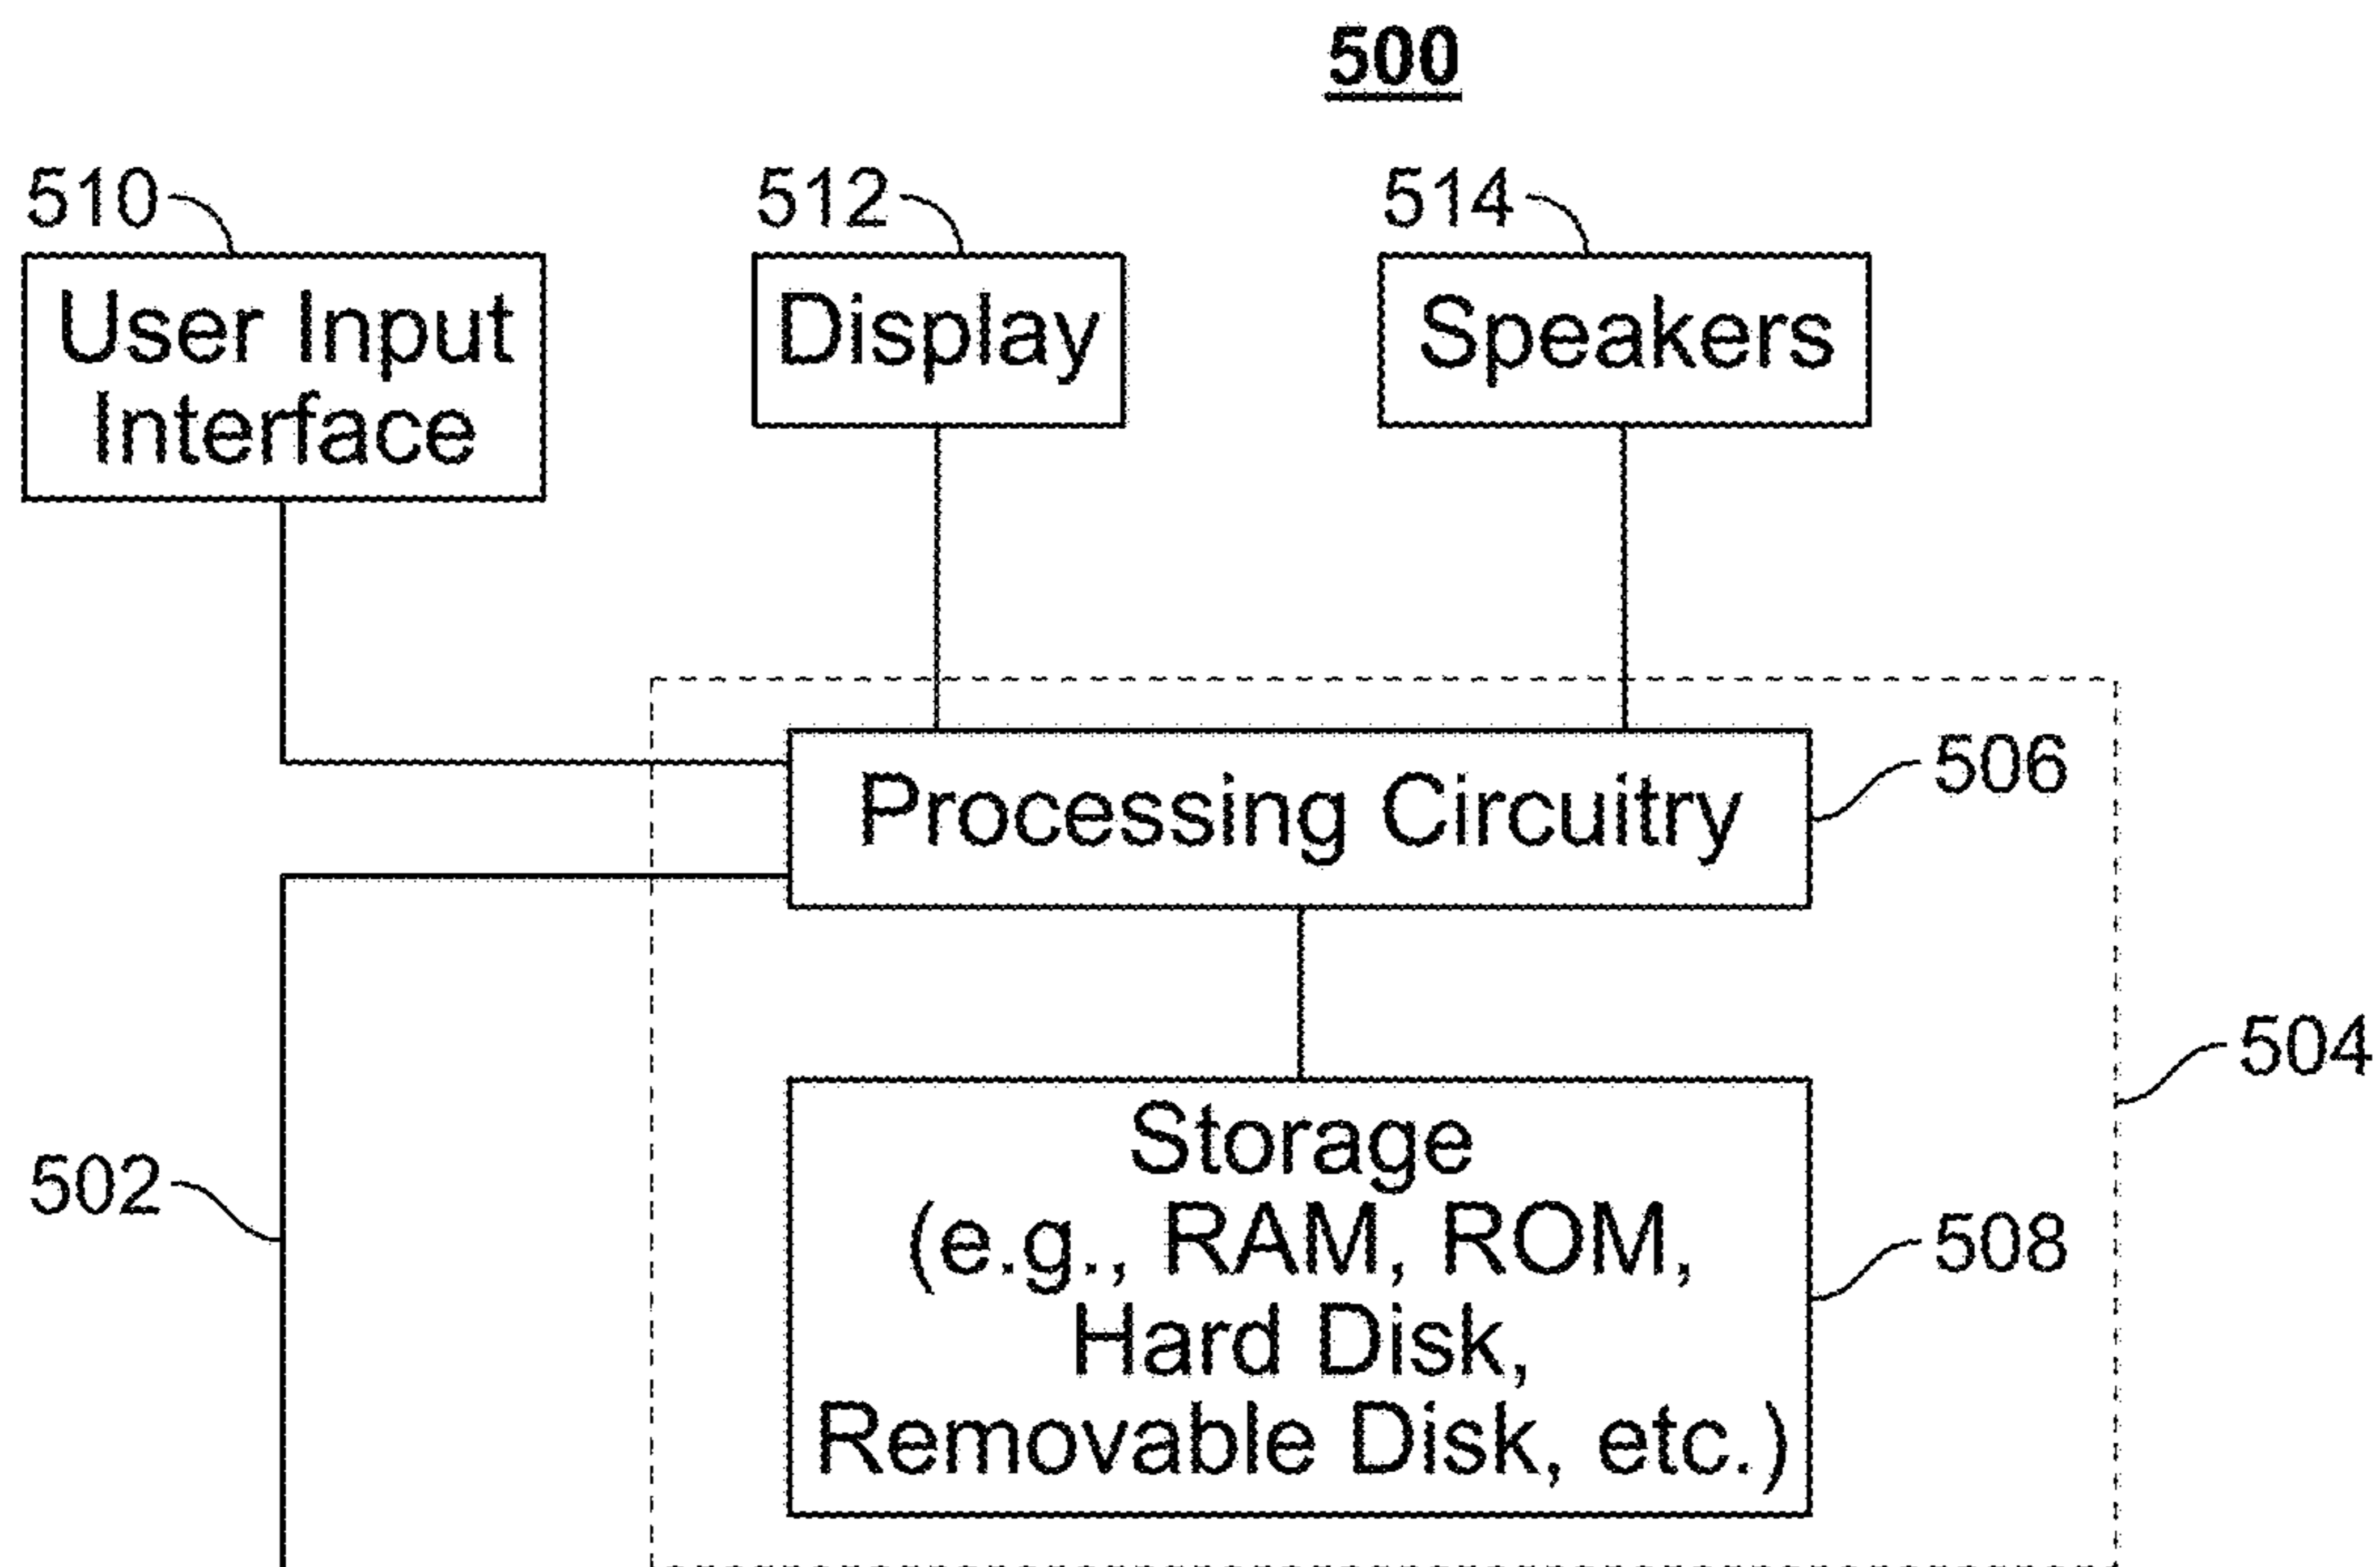 500
510
512
514
User Input
Interface
Display
Speakers
Processing Circuitry
506
504
502
Storage
(e.g., RAM, ROM,
Hard Disk,
Removable Disk, etc.)
508